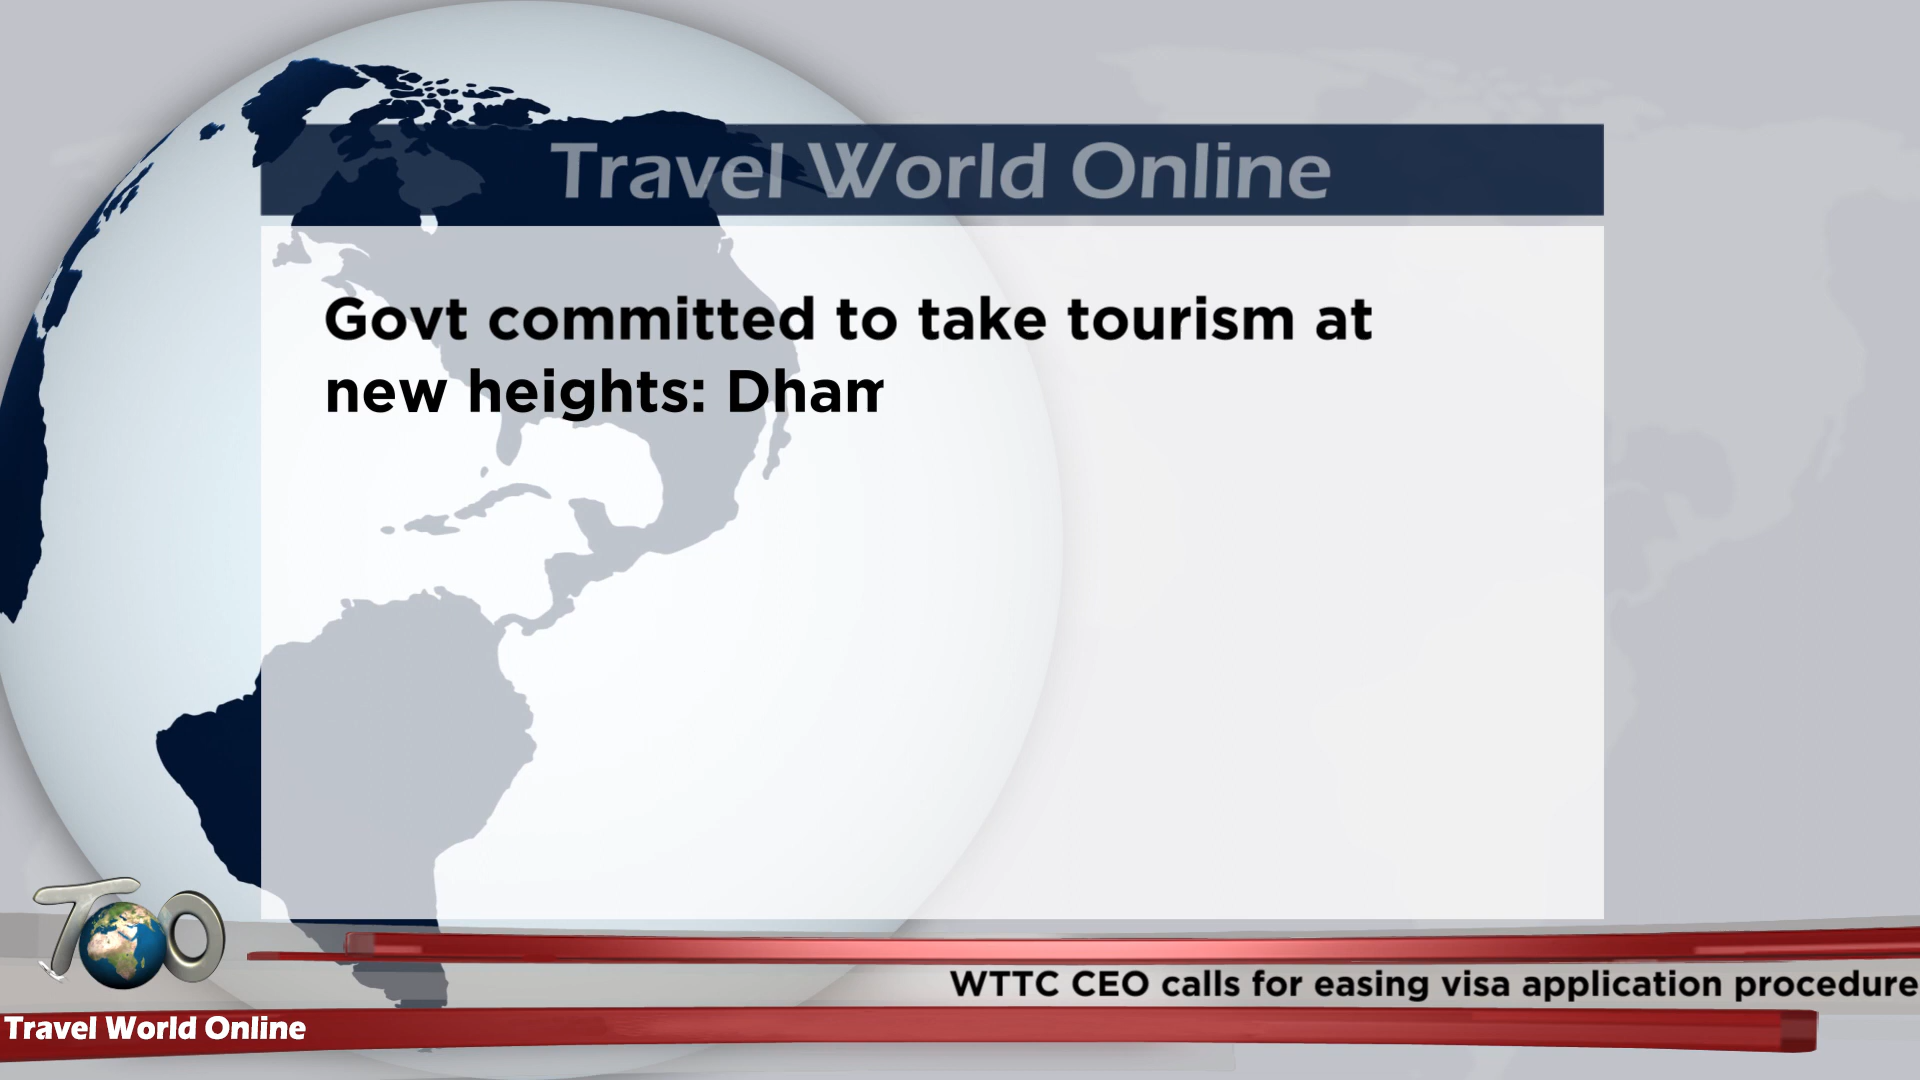 Travel World Online
Govt committed to take tourism at
new heights: Dhar
WTTC CEO calls for easing visa application procedure
Travel World Online